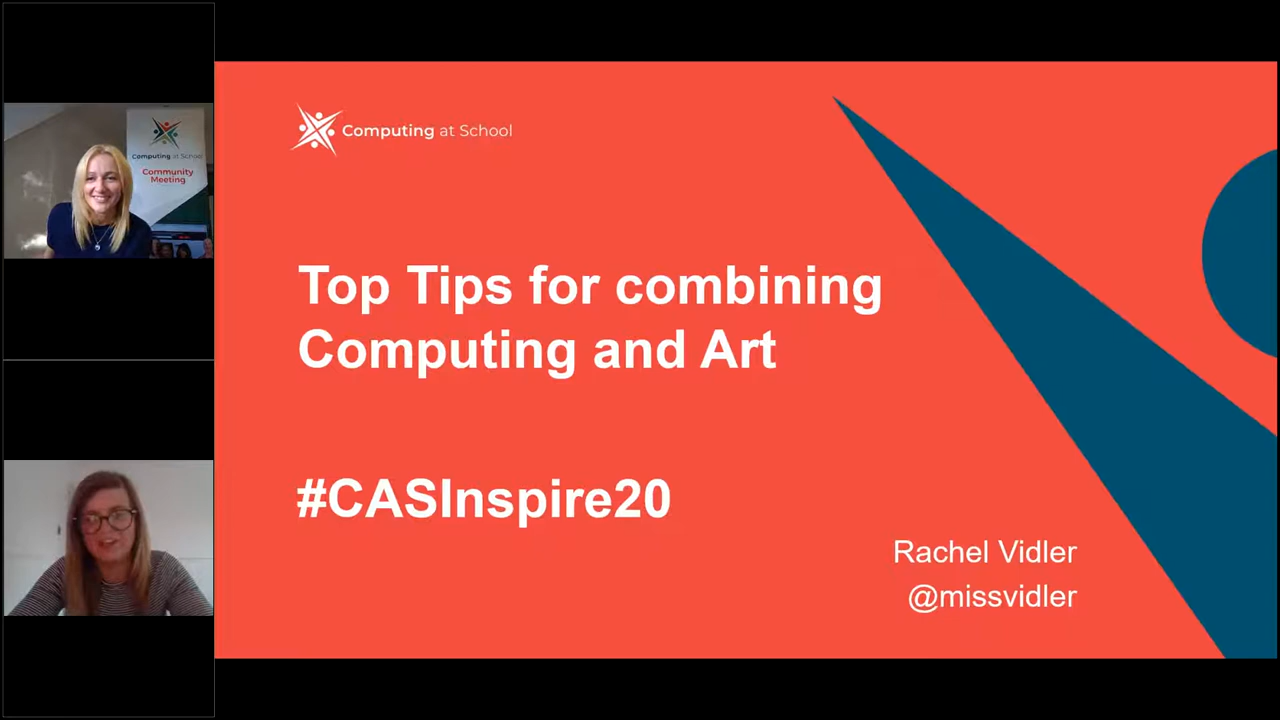 Computing at School
Community
Meeting
Computing at School
Top Tips for combining
Computing and Art
#CASInspire20
Rachel Vidler
@missvidler